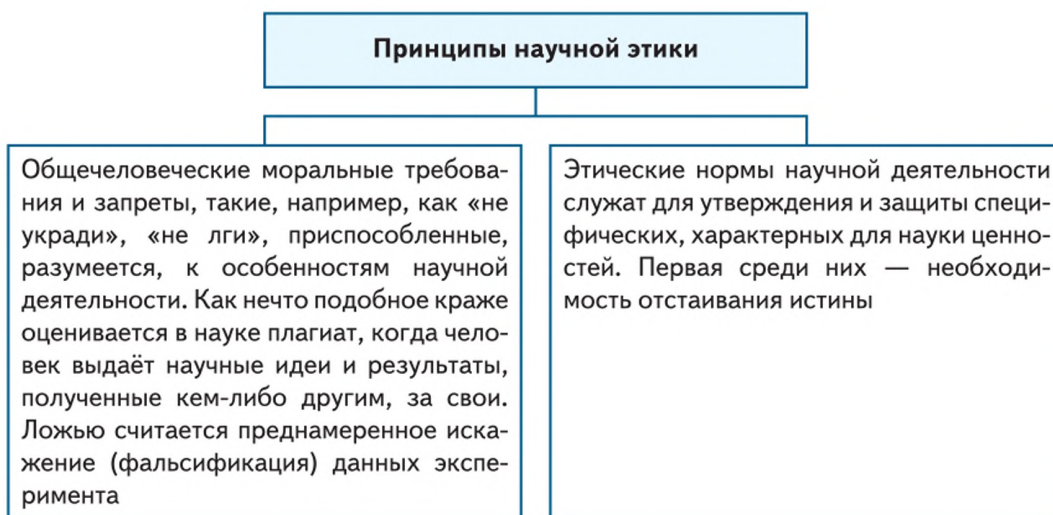 Принципы научной этики
Общечеловеческие моральные требова-
ния и запреты, такие, например, как «не
укради», «не лги», приспособленные,
разумеется, к особенностям научной
деятельности. Как нечто подобное краже
оценивается в науке плагиат, когда чело-
век выдаёт научные идеи и результаты,
полученные кем-либо другим, за свои.
Ложью считается преднамеренное иска-
жение (фальсификация) данных экспе-
римента
Этические нормы научной деятельности
служат для утверждения и защиты специ-
фических, характерных для науки ценно-
стей. Первая среди них — необходи-
мость отстаивания истины